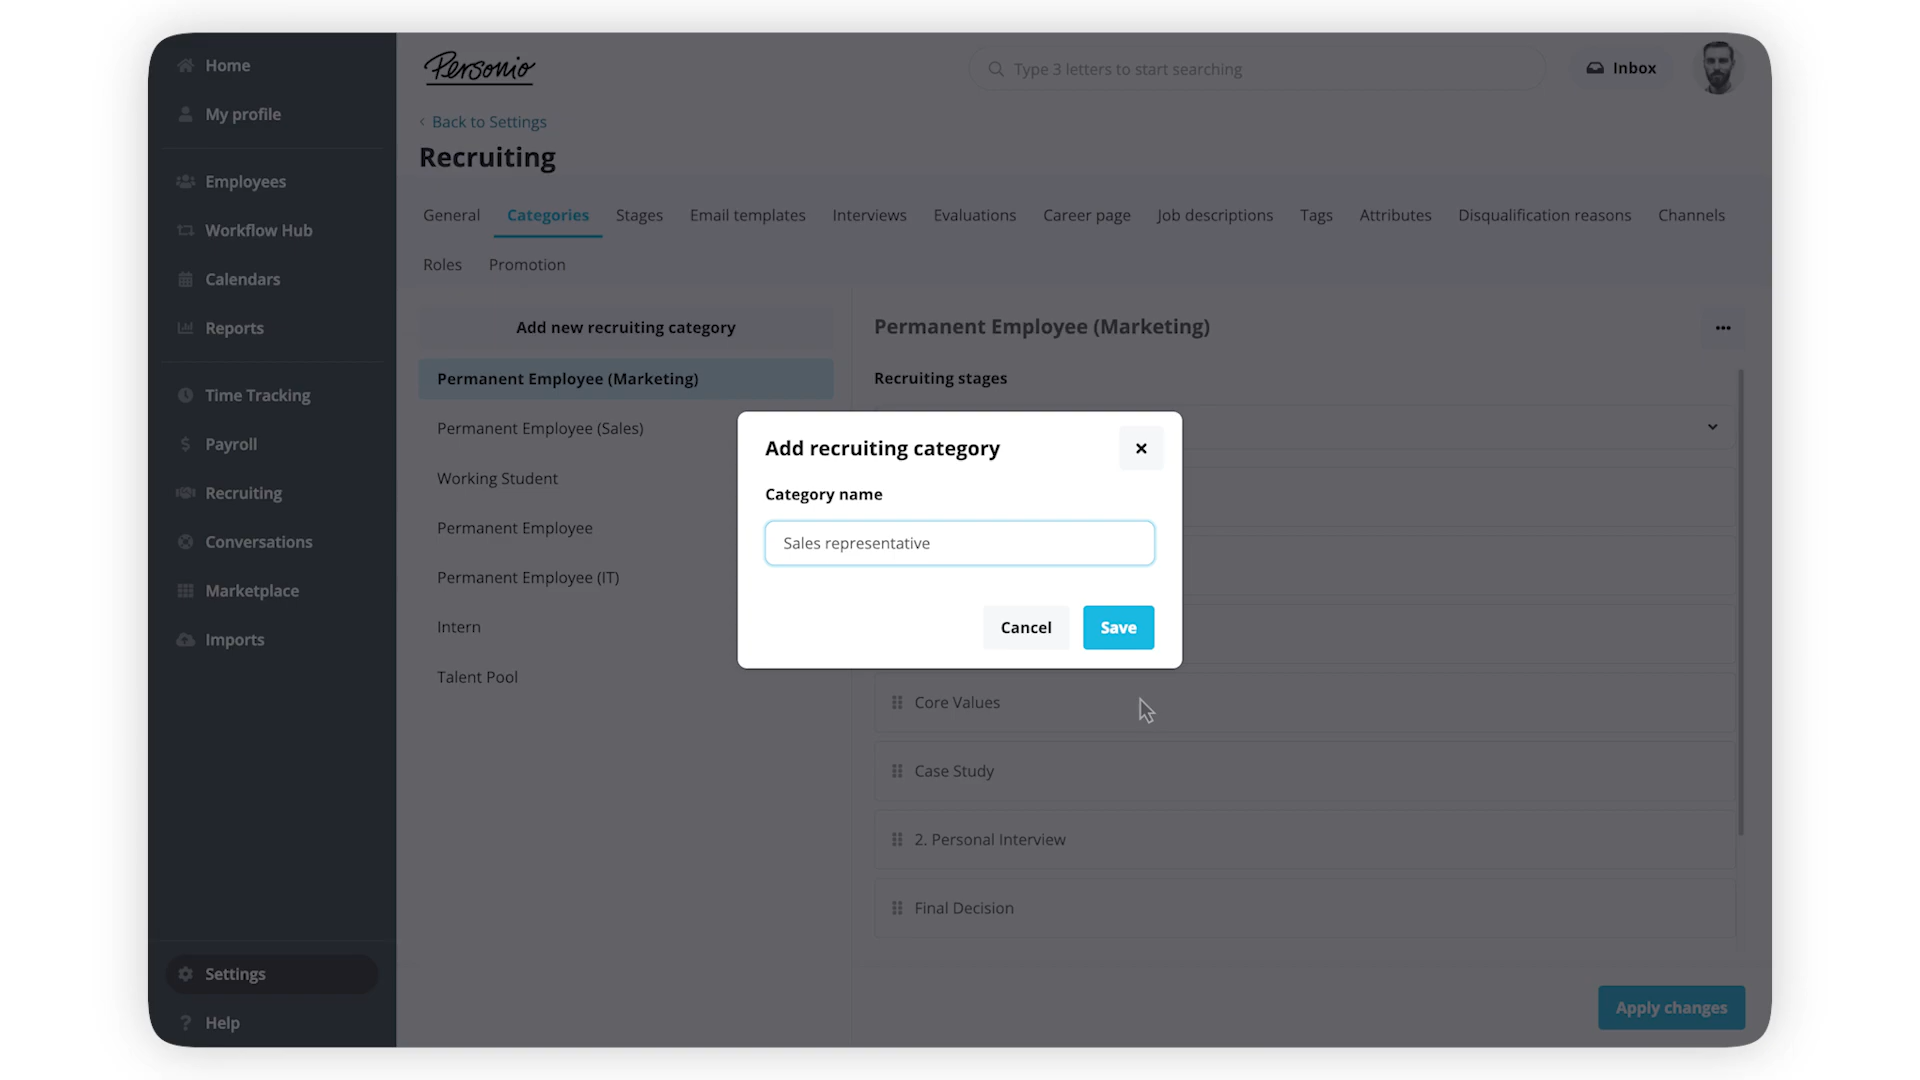 Home
My profile
Employees
Workflow Hub
Calendars
Reports
Time Tracking
Payroll
Recruiting
Conversations
Marketplace
Imports
Settings
Help
Personio
Type 3 letters to start searching
Inbox
Back to Settings
Recruiting
General Categories Stages Email templates Interviews Evaluations Career page Job descriptions Tags Attributes Disqualification reasons Channels
Roles Promotion
Add new recruiting category
Permanent Employee (Marketing)
Permanent Employee (Sales)
Working Student
Permanent Employee
Permanent Employee (IT)
Intern
Talent Pool
Permanent Employee (Marketing)
Recruiting stages
Add recruiting category
Category name
Sales representative
Cancel Save
Core Values
Case Study
2. Personal Interview
Final Decision
Apply changes